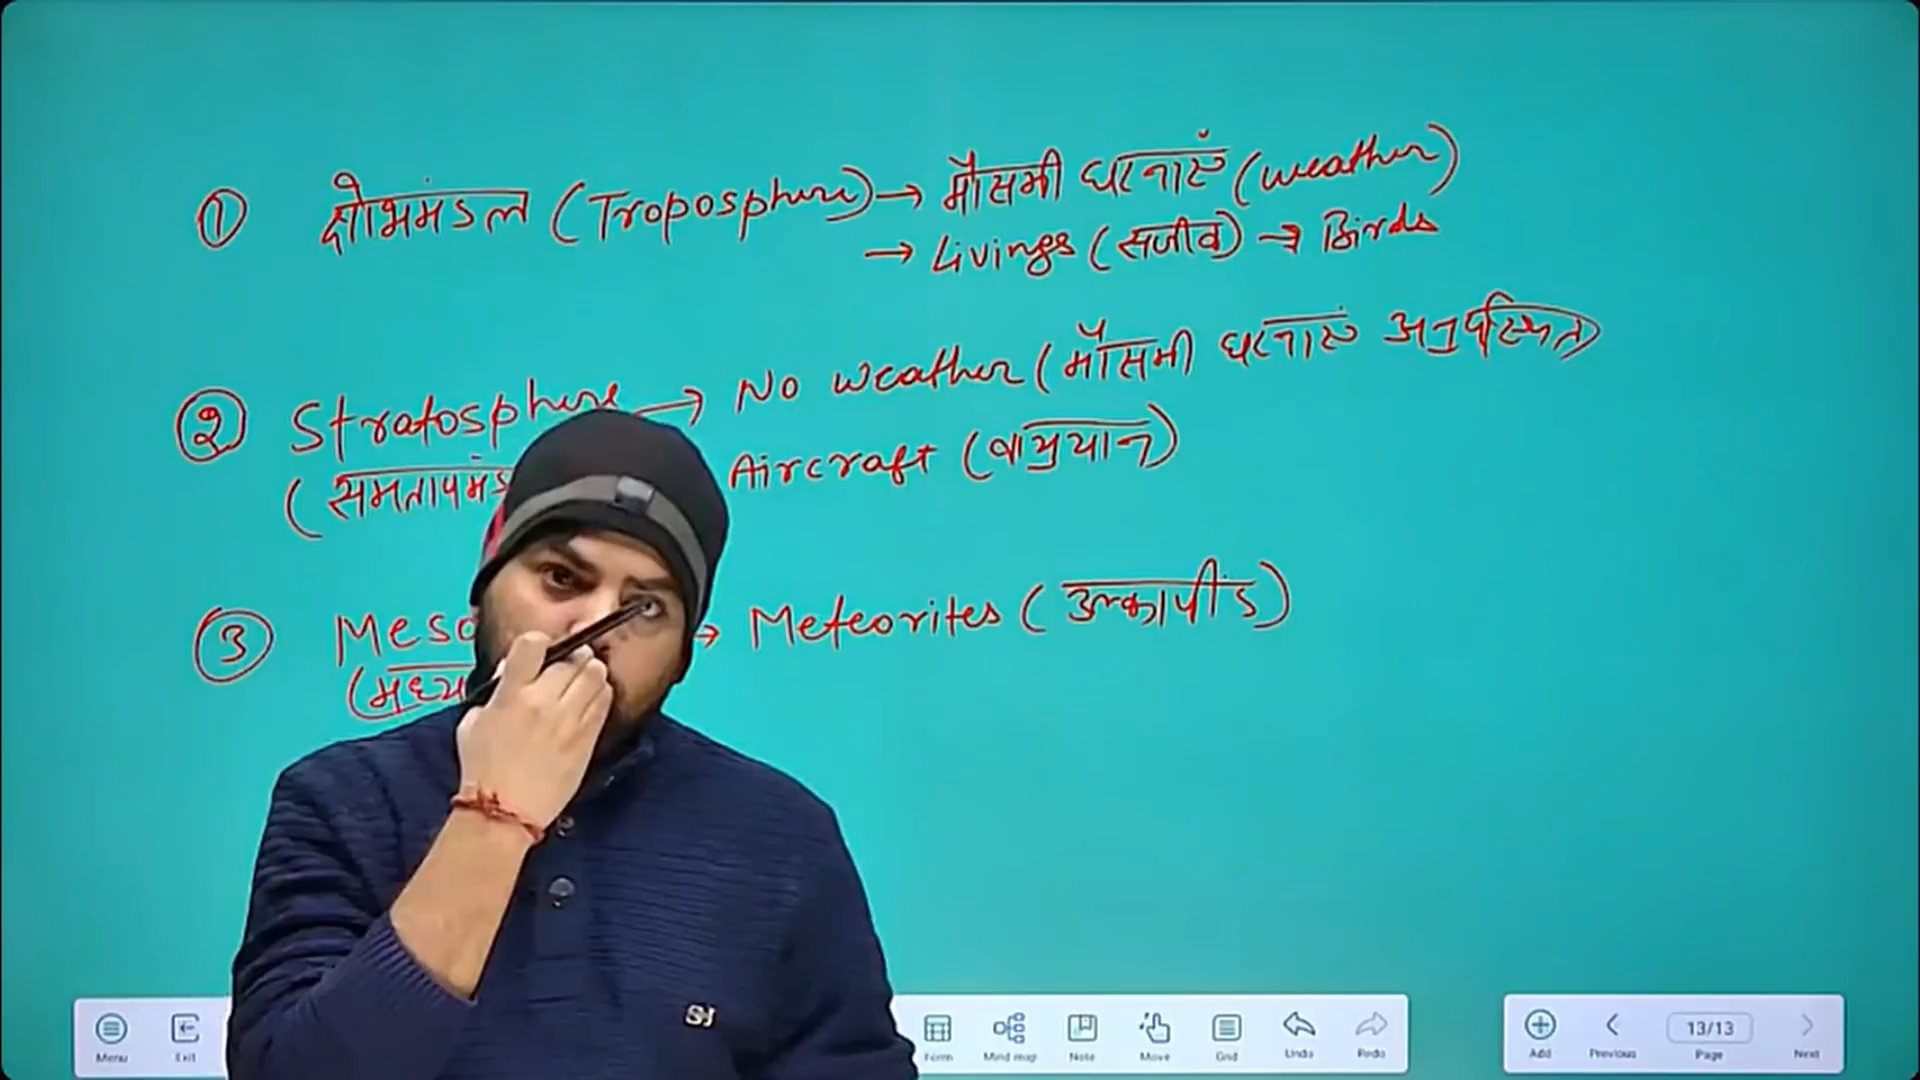 ① क्षोभमंडल (Troposphere) → मौसमी घटनाएं (weather)
→ Livings (सजीव) → Birds
② Stratosphere → No weather (मौसमी घटनाएं अनुपस्थित)
(समतापमंड Aircraft (वायुयान)
③ Meso → Meteorites (उल्कापींड)
(मध्य
SJ
Menu Exit Form Mind map Note Move Grid Undo Redo Add Previous 13/13 Page Next